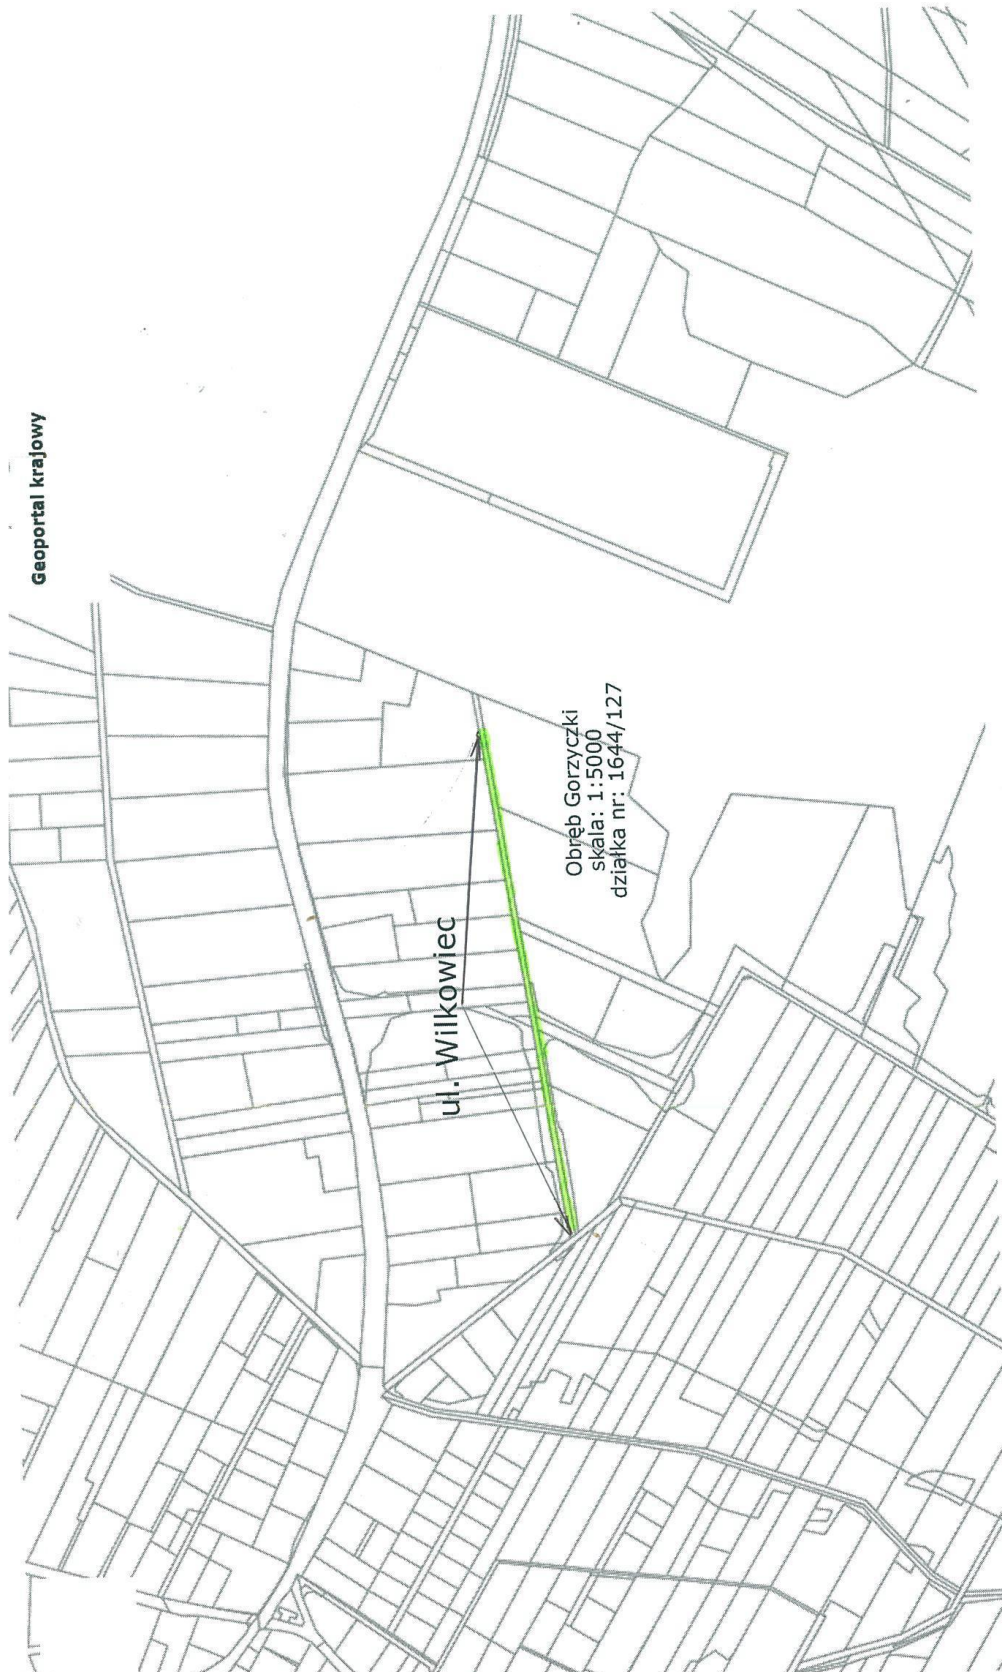 Geoportal krajowy
ul. Wilkowiec
Obręb Gorzyczki
skala: 1:5000
działka nr: 1644/127